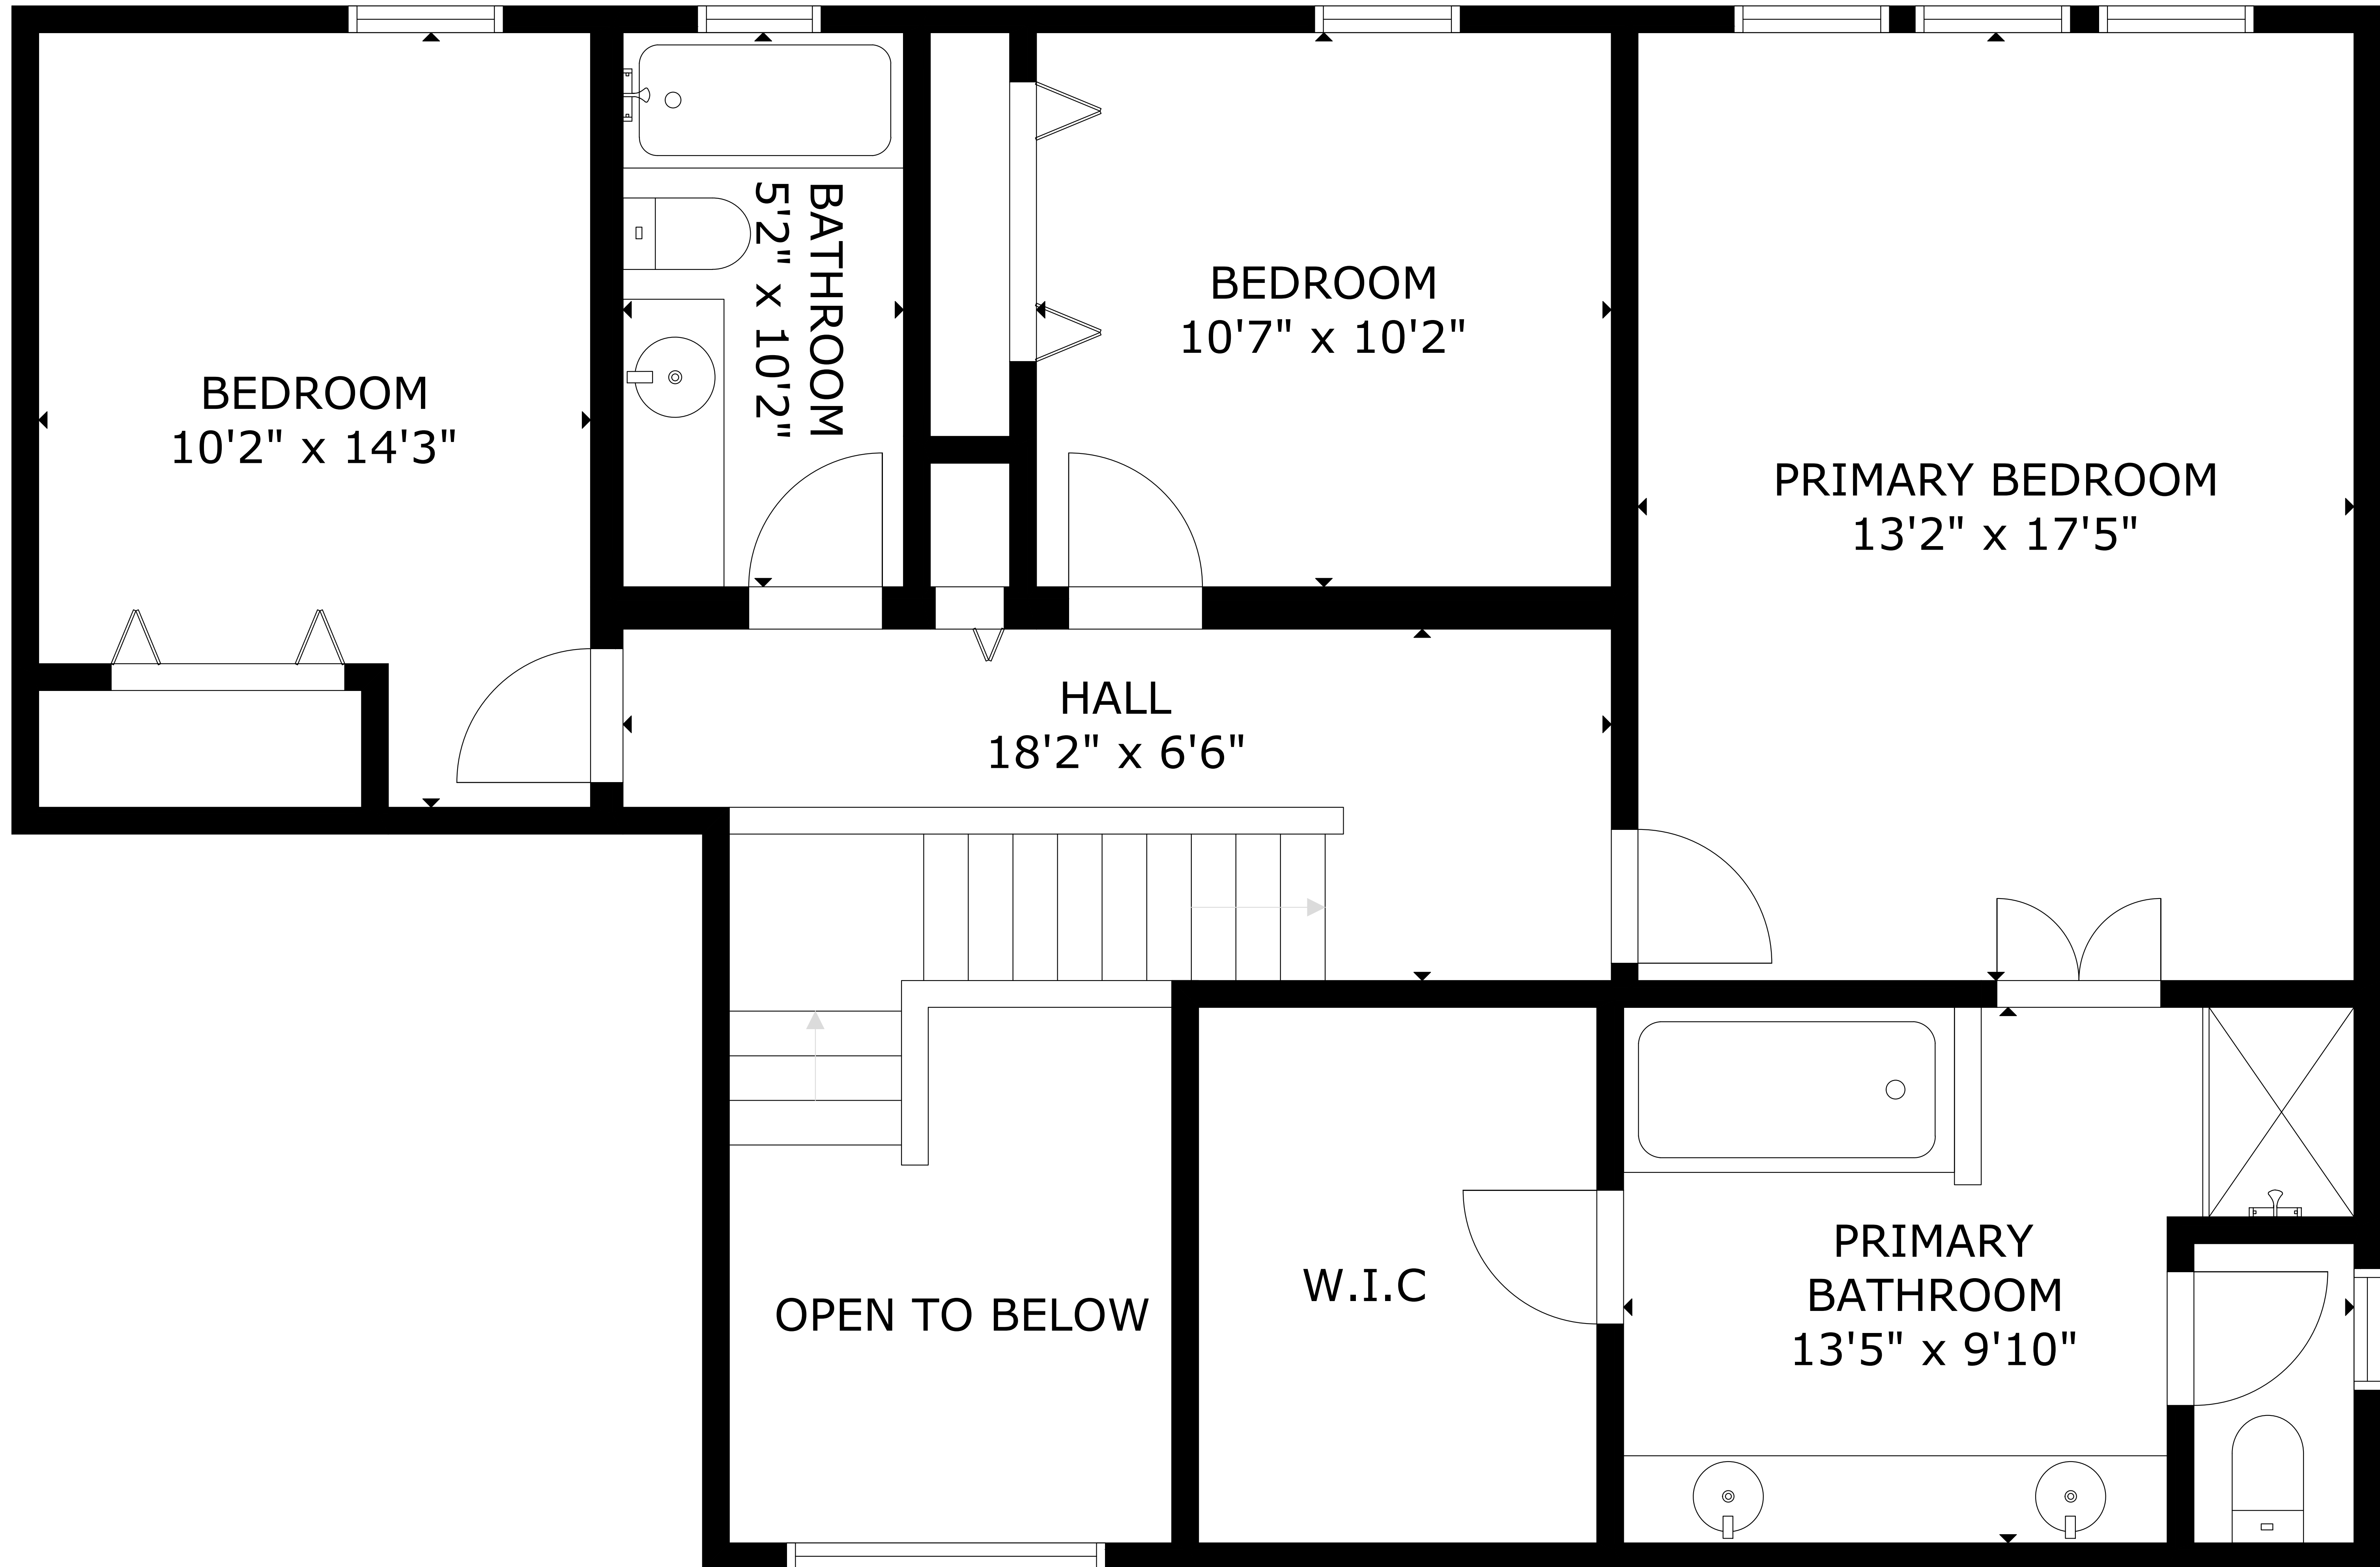 BEDROOM
10'2" x 14'3"
BATHROOM
5'2" x 10'2"
BEDROOM
10'7" x 10'2"
PRIMARY BEDROOM
13'2" x 17'5"
HALL
18'2" x 6'6"
OPEN TO BELOW
W.I.C
PRIMARY
BATHROOM
13'5" x 9'10"